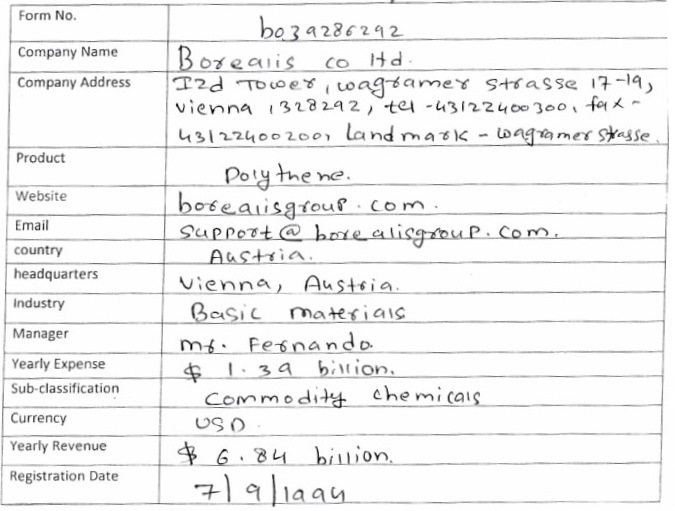 Form No. bo39286292
Company Name Borealis co ltd.
Company Address IZd Tower, wagramer strasse 17-19,
vienna, 1328292, tel -43122400300, fax -
43122400200, Landmark - wagramer strasse.
Product Polythene.
Website borealisgroup.com.
Email support@borealisgroup.com.
country Austria.
headquarters Vienna, Austria.
Industry Basic materials
Manager mr. Fernando.
Yearly Expense $ 1.39 billion.
Sub-classification Commodity chemicals
Currency USD.
Yearly Revenue $ 6.84 billion.
Registration Date 7/9/1994